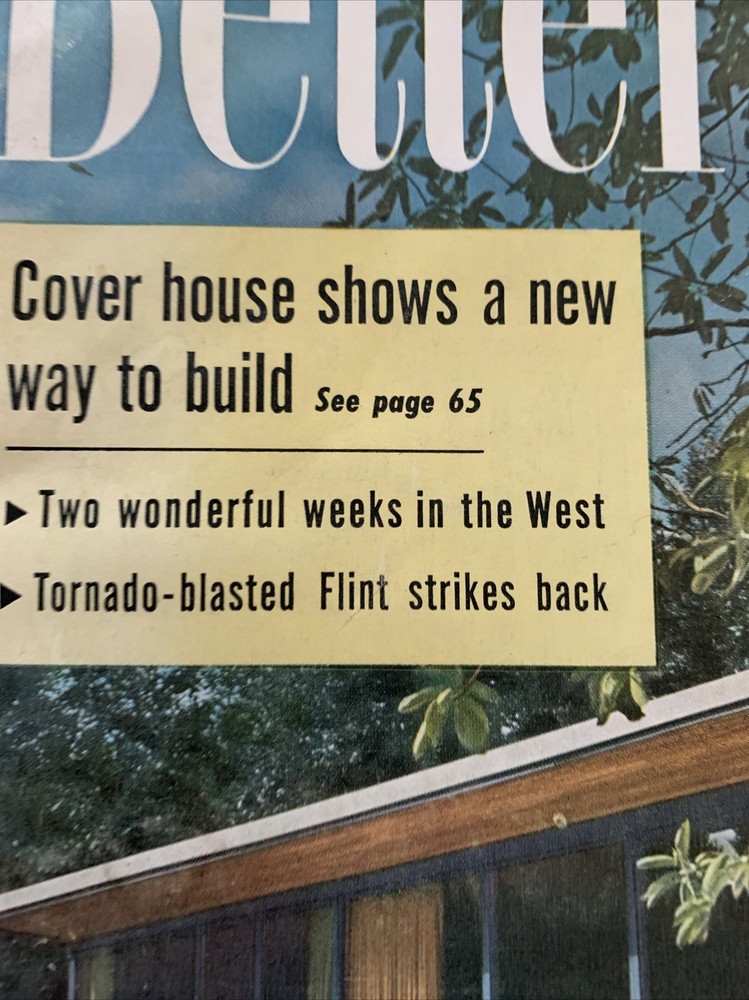 Better
Cover house shows a new
way to build See page 65
▶ Two wonderful weeks in the West
▶ Tornado-blasted Flint strikes back